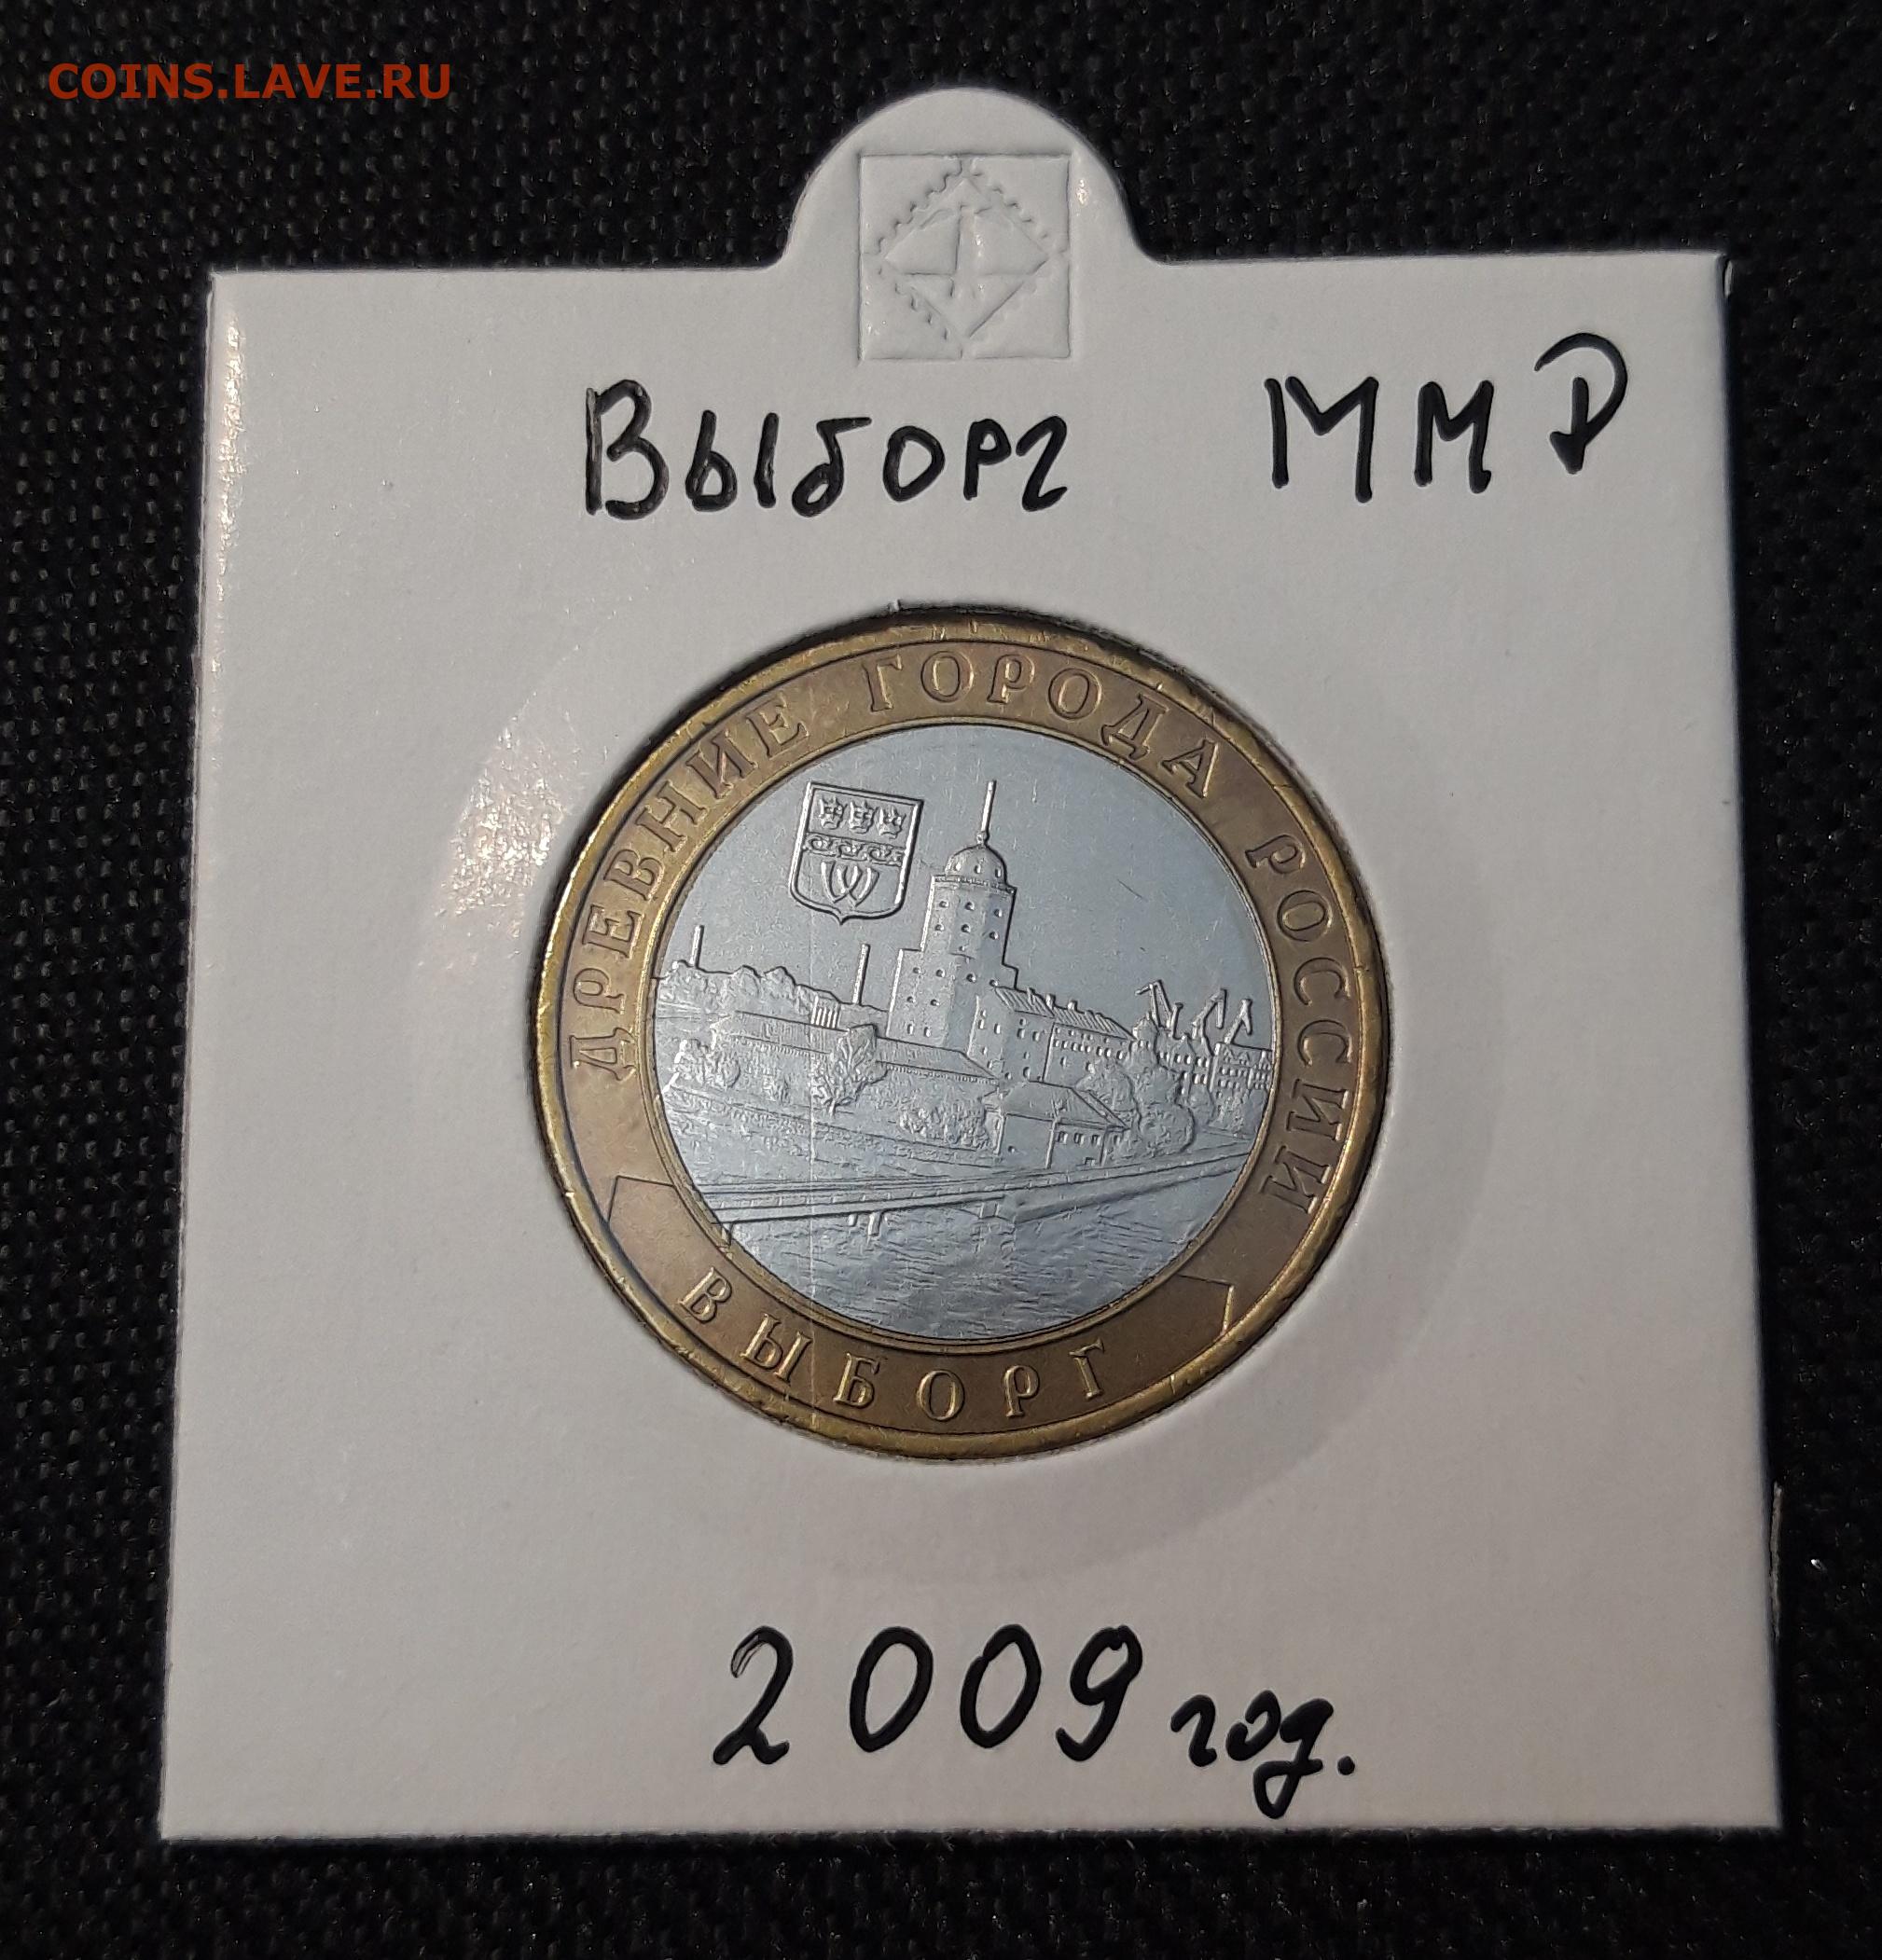 COINS.LAVE.RU
Выборг ММД
ДРЕВНИЕ ГОРОДА РОССИИ
ВЫБОРГ
2009 год.